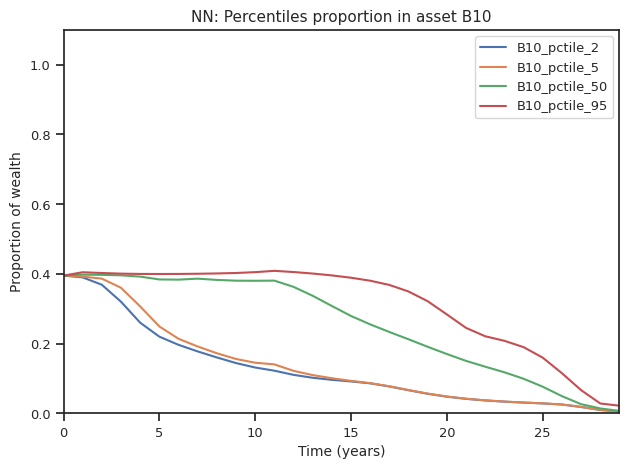 NN: Percentiles proportion in asset B10
B10_pctile_2
B10_pctile_5
B10_pctile_50
B10_pctile_95
Proportion of wealth
1.0
0.8
0.6
0.4
0.2
0.0
0 5 10 15 20 25
Time (years)